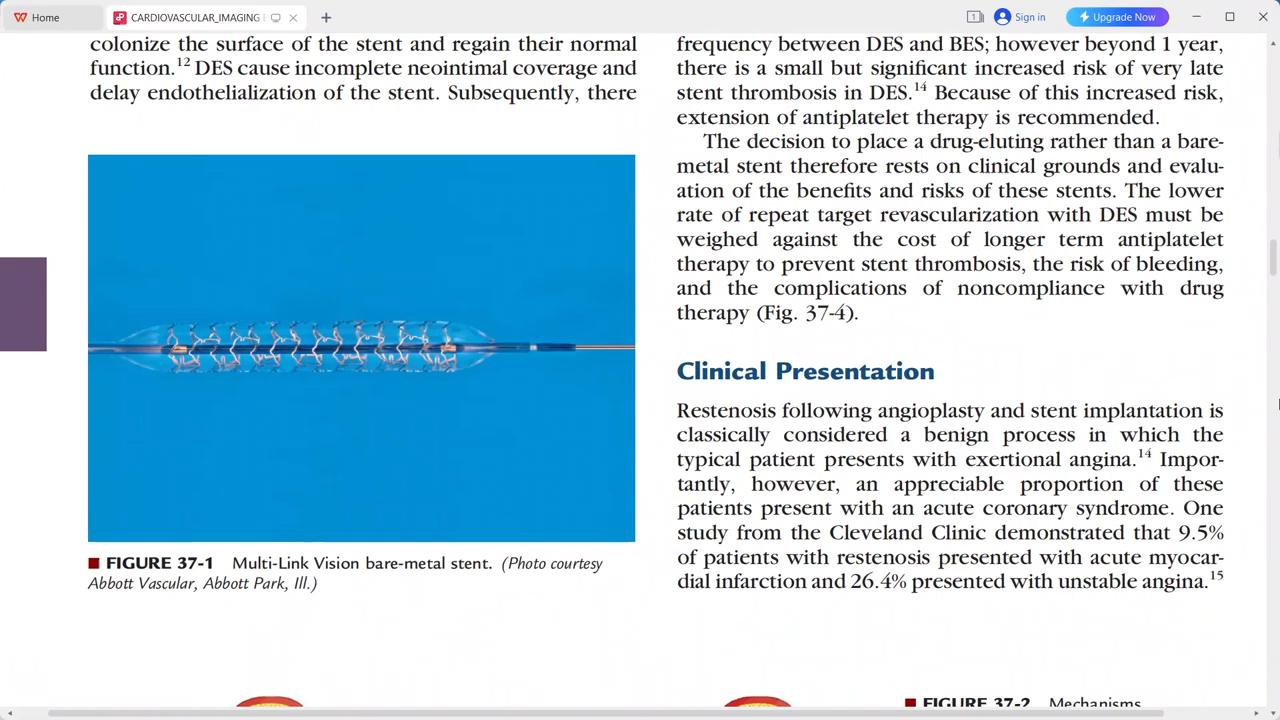 Home
CARDIOVASCULAR_IMAGING
1
Sign in
Upgrade Now
colonize the surface of the stent and regain their normal
function.12 DES cause incomplete neointimal coverage and
delay endothelialization of the stent. Subsequently, there
FIGURE 37-1 Multi-Link Vision bare-metal stent. (Photo courtesy
Abbott Vascular, Abbott Park, Ill.)
frequency between DES and BES; however beyond 1 year,
there is a small but significant increased risk of very late
stent thrombosis in DES.14 Because of this increased risk,
extension of antiplatelet therapy is recommended.
The decision to place a drug-eluting rather than a bare-
metal stent therefore rests on clinical grounds and evalu-
ation of the benefits and risks of these stents. The lower
rate of repeat target revascularization with DES must be
weighed against the cost of longer term antiplatelet
therapy to prevent stent thrombosis, the risk of bleeding,
and the complications of noncompliance with drug
therapy (Fig. 37-4).
Clinical Presentation
Restenosis following angioplasty and stent implantation is
classically considered a benign process in which the
typical patient presents with exertional angina.14 Impor-
tantly, however, an appreciable proportion of these
patients present with an acute coronary syndrome. One
study from the Cleveland Clinic demonstrated that 9.5%
of patients with restenosis presented with acute myocar-
dial infarction and 26.4% presented with unstable angina.15
FIGURE 37-2 Mechanisms